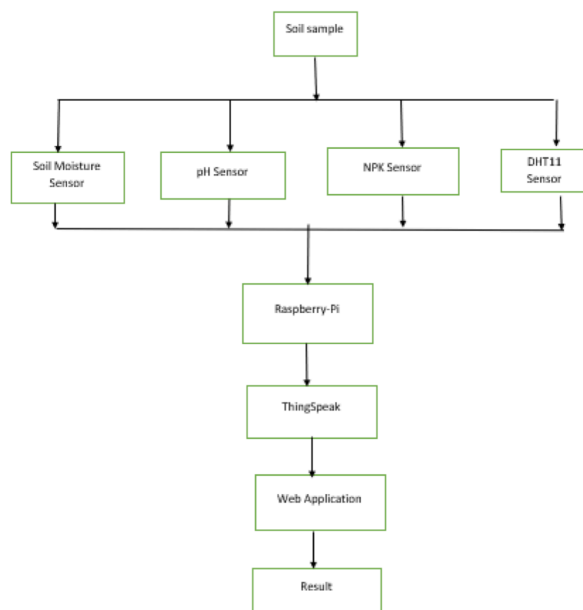 Soil sample
Soil Moisture
Sensor
pH Sensor
NPK Sensor
DHT11
Sensor
Raspberry-Pi
ThingSpeak
Web Application
Result